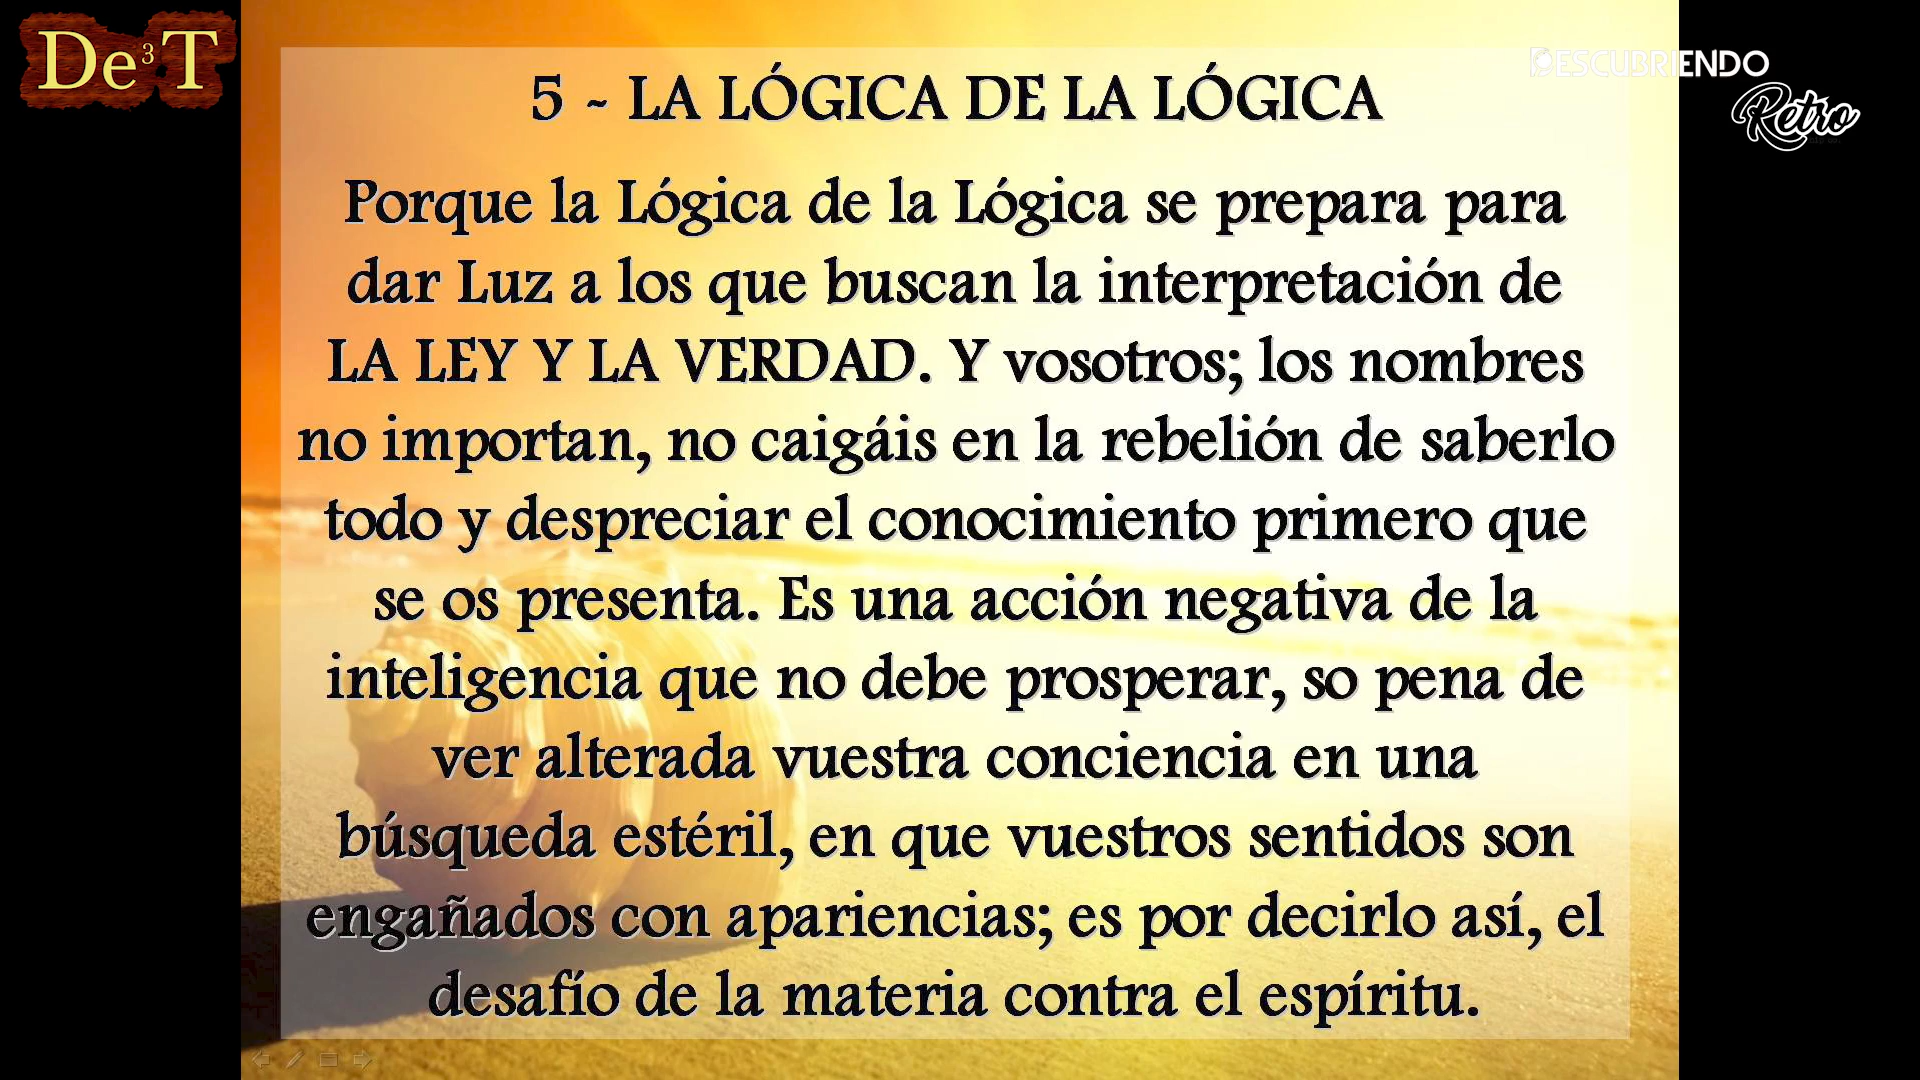 De³T
DESCUBRIENDO
Retro
5 - LA LÓGICA DE LA LÓGICA
Porque la Lógica de la Lógica se prepara para
dar Luz a los que buscan la interpretación de
LA LEY Y LA VERDAD. Y vosotros; los nombres
no importan, no caigáis en la rebelión de saberlo
todo y despreciar el conocimiento primero que
se os presenta. Es una acción negativa de la
inteligencia que no debe prosperar, so pena de
ver alterada vuestra conciencia en una
búsqueda estéril, en que vuestros sentidos son
engañados con apariencias; es por decirlo así, el
desafío de la materia contra el espíritu.